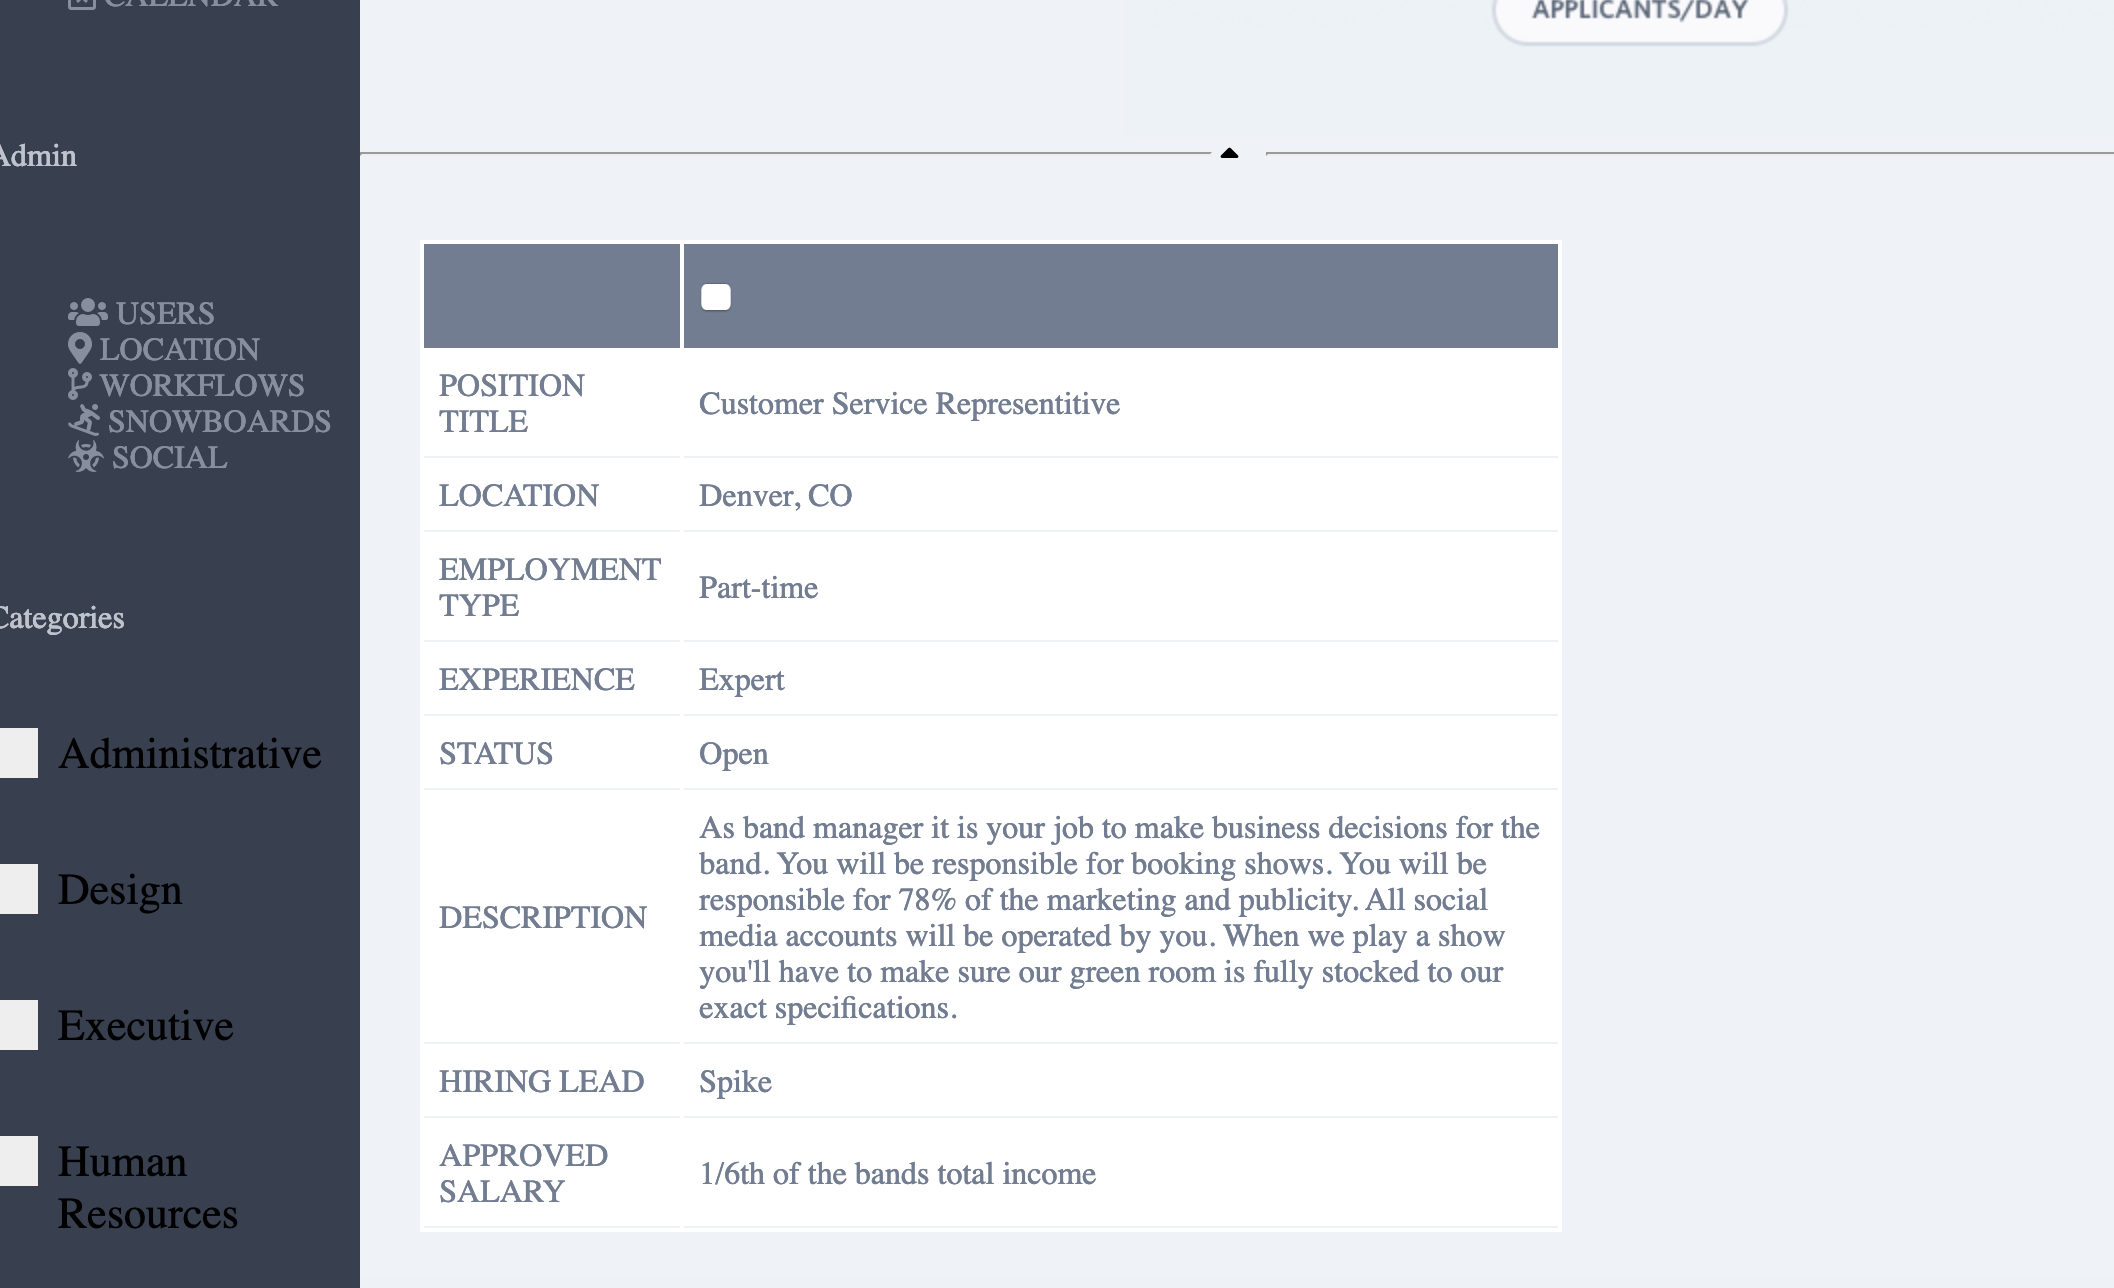 CALENDAR
Admin
USERS
LOCATION
WORKFLOWS
SNOWBOARDS
SOCIAL
Categories
Administrative
Design
Executive
Human
Resources
APPLICANTS/DAY
POSITION
TITLE
Customer Service Representitive
LOCATION
Denver, CO
EMPLOYMENT
TYPE
Part-time
EXPERIENCE
Expert
STATUS
Open
DESCRIPTION
As band manager it is your job to make business decisions for the
band. You will be responsible for booking shows. You will be
responsible for 78% of the marketing and publicity. All social
media accounts will be operated by you. When we play a show
you'll have to make sure our green room is fully stocked to our
exact specifications.
HIRING LEAD
Spike
APPROVED
SALARY
1/6th of the bands total income